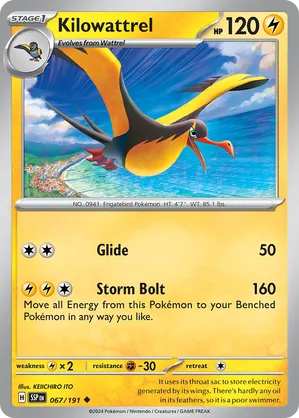 STAGE 1
Kilowattrel
HP 120
Evolves from Wattrel
NO. 0941 Frigatebird Pokémon HT: 4'7" WT: 85.1 lbs.
Glide 50
Storm Bolt 160
Move all Energy from this Pokémon to your Benched
Pokémon in any way you like.
weakness ×2 resistance -30 retreat
Illus. KEIICHIRO ITO
It uses its throat sac to store electricity
generated by its wings. There's hardly any oil
in its feathers, so it is a poor swimmer.
H SSP EN 067/191
©2024 Pokémon / Nintendo / Creatures / GAME FREAK